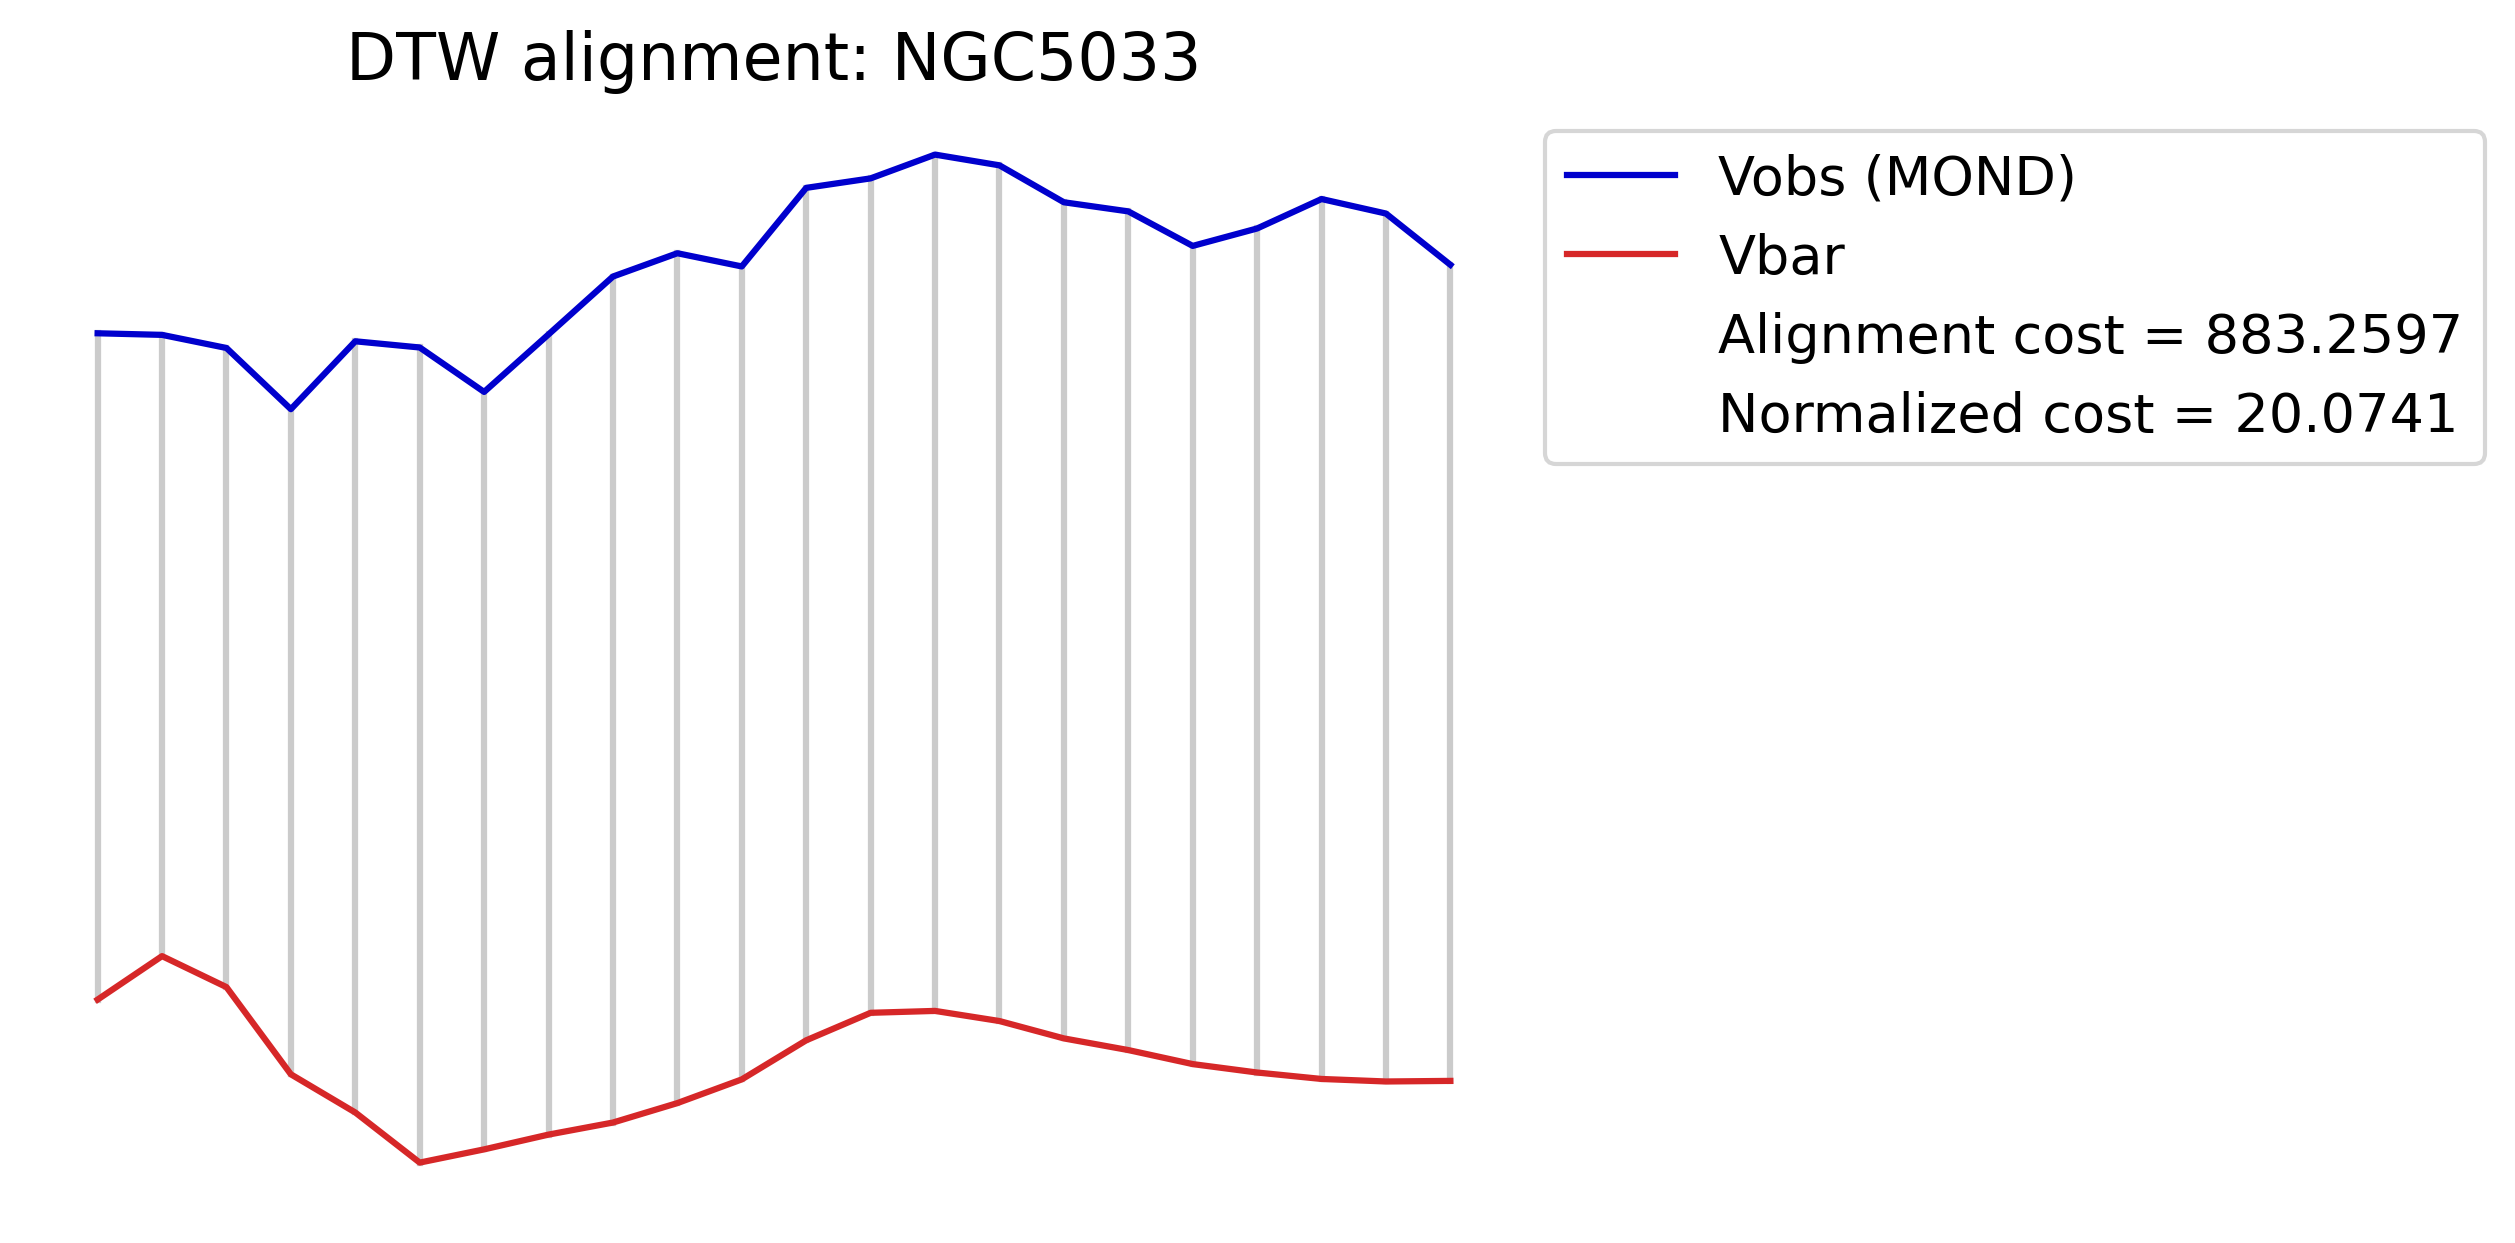 DTW alignment: NGC5033
Vobs (MOND)
Vbar
Alignment cost = 883.2597
Normalized cost = 20.0741